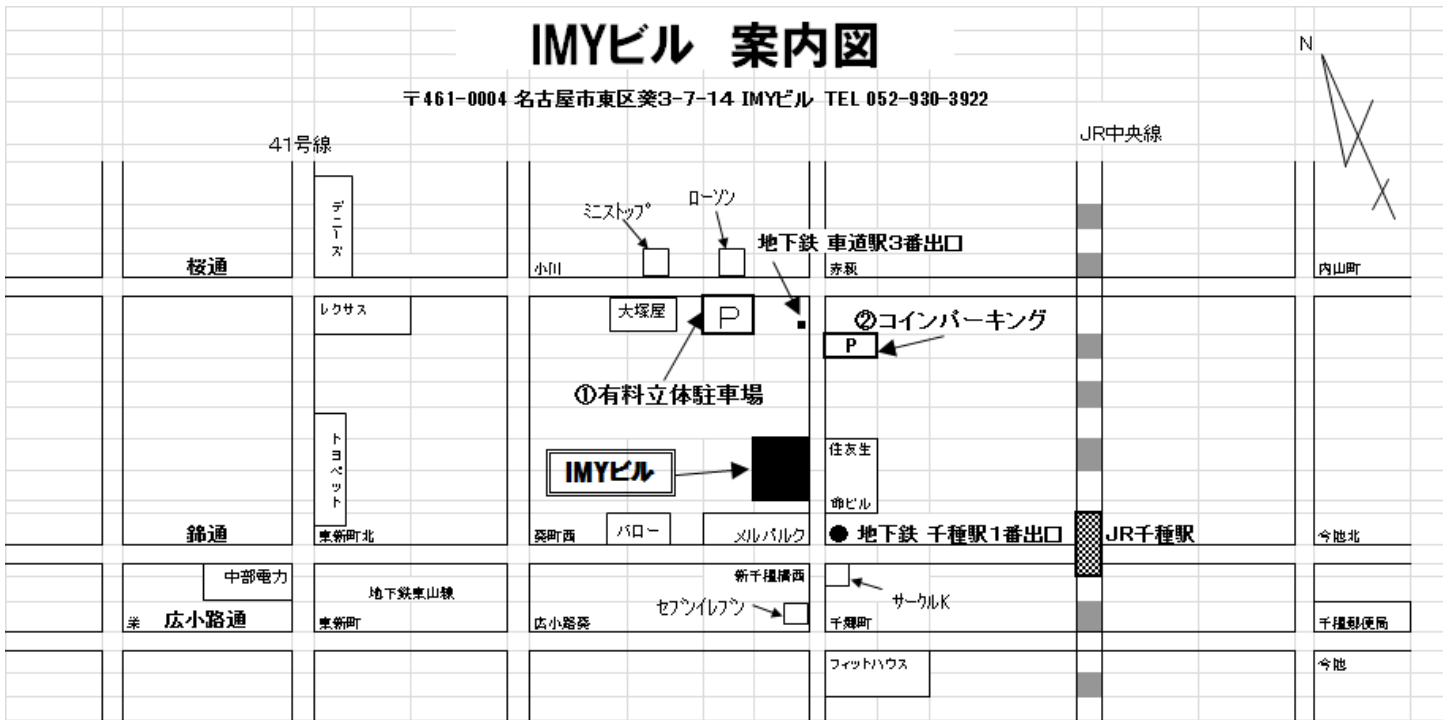 IMYビル 案内図
N
〒461-0004 名古屋市東区葵3-7-14 IMYビル TEL 052-930-3922
41号線
JR中央線
デニーズ
ミニストップ
ローソン
地下鉄 車道駅3番出口
桜通
小川
赤萩
内山町
レクサス
大塚屋
P
②コインパーキング
P
①有料立体駐車場
トヨペット
IMYビル
住友生
命ビル
錦通
東新町北
葵町西
バロー
メルパルク
● 地下鉄 千種駅1番出口
JR千種駅
今池北
中部電力
地下鉄東山線
新千種橋西
セブンイレブン
サークルK
栄
広小路通
東新町
広小路葵
千郷町
千種郵便局
フィットハウス
今池